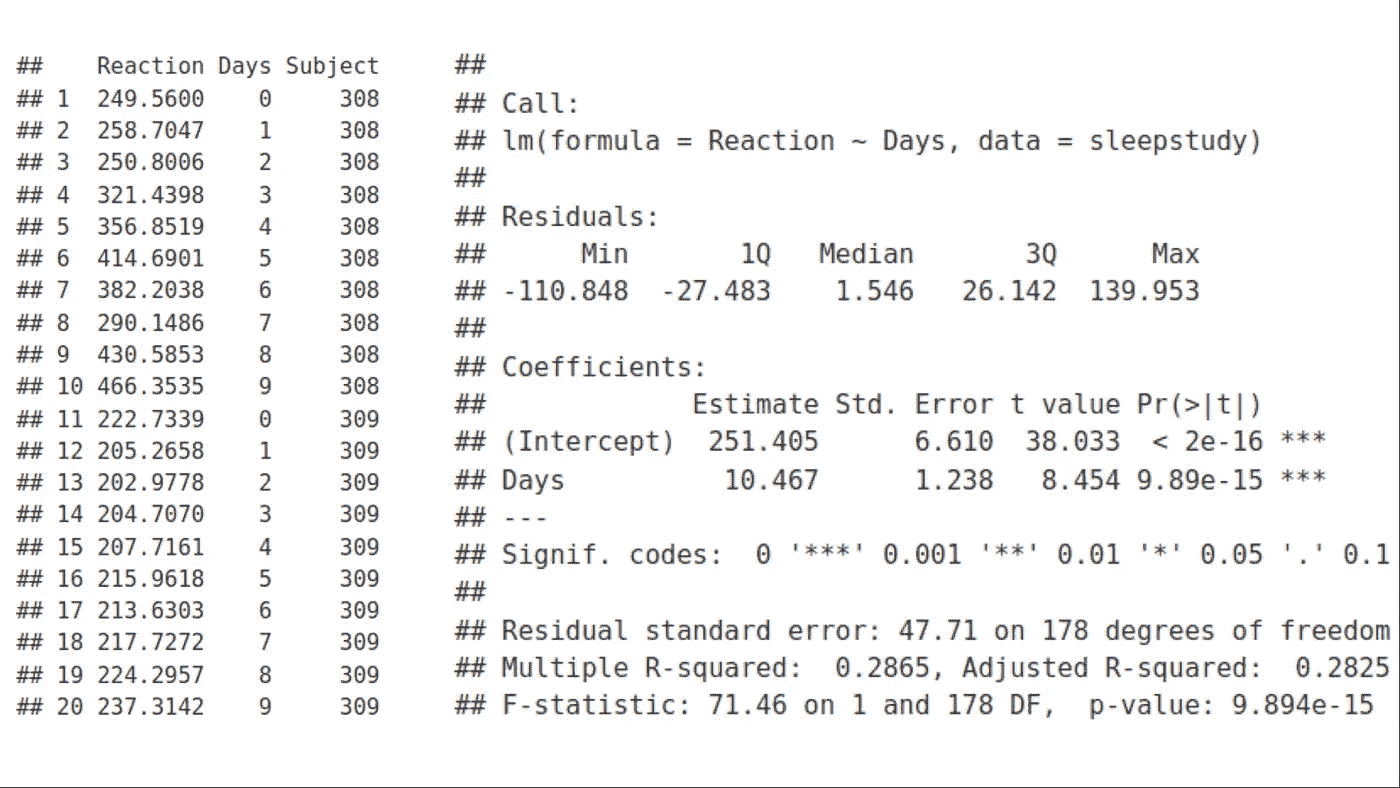 ##    Reaction Days Subject
## 1  249.5600    0     308
## 2  258.7047    1     308
## 3  250.8006    2     308
## 4  321.4398    3     308
## 5  356.8519    4     308
## 6  414.6901    5     308
## 7  382.2038    6     308
## 8  290.1486    7     308
## 9  430.5853    8     308
## 10 466.3535    9     308
## 11 222.7339    0     309
## 12 205.2658    1     309
## 13 202.9778    2     309
## 14 204.7070    3     309
## 15 207.7161    4     309
## 16 215.9618    5     309
## 17 213.6303    6     309
## 18 217.7272    7     309
## 19 224.2957    8     309
## 20 237.3142    9     309
##
## Call:
## lm(formula = Reaction ~ Days, data = sleepstudy)
##
## Residuals:
##      Min       1Q   Median       3Q      Max
## -110.848  -27.483    1.546   26.142  139.953
##
## Coefficients:
##             Estimate Std. Error t value Pr(>|t|)
## (Intercept)  251.405      6.610  38.033  < 2e-16 ***
## Days          10.467      1.238   8.454 9.89e-15 ***
## ---
## Signif. codes:  0 '***' 0.001 '**' 0.01 '*' 0.05 '.' 0.1
##
## Residual standard error: 47.71 on 178 degrees of freedom
## Multiple R-squared:  0.2865, Adjusted R-squared:  0.2825
## F-statistic: 71.46 on 1 and 178 DF,  p-value: 9.894e-15